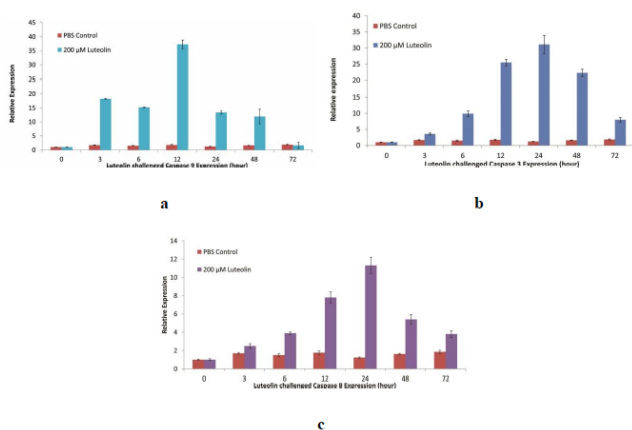 45
40
35
30
25
20
15
10
5
0
Relative Expression
PBS Control
200 μM Luteolin
0 3 6 12 24 48 72
Luteolin challenged Caspase 9 Expression (hour)
a
40
35
30
25
20
15
10
5
0
Relative expression
PBS Control
200 μM Luteolin
0 3 6 12 24 48 72
Luteolin challenged Caspase 3 Expression (hour)
b
14
12
10
8
6
4
2
0
Relative Expression
PBS Control
200 μM Luteolin
0 3 6 12 24 48 72
Luteolin challenged Caspase 8 Expression (hour)
c